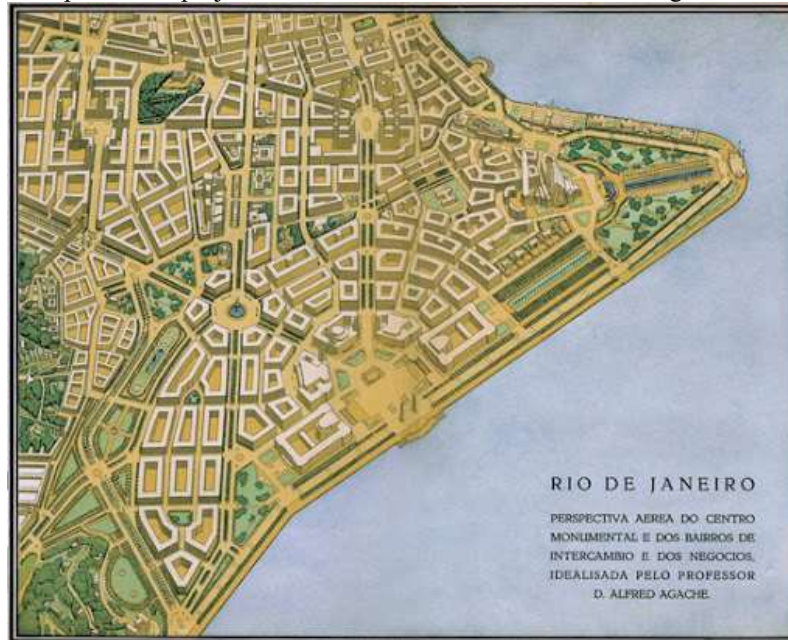 RIO DE JANEIRO
PERSPECTIVA AEREA DO CENTRO
MONUMENTAL E DOS BAIRROS DE
INTERCAMBIO E DOS NEGOCIOS,
IDEALISADA PELO PROFESSOR
D. ALFRED AGACHE.